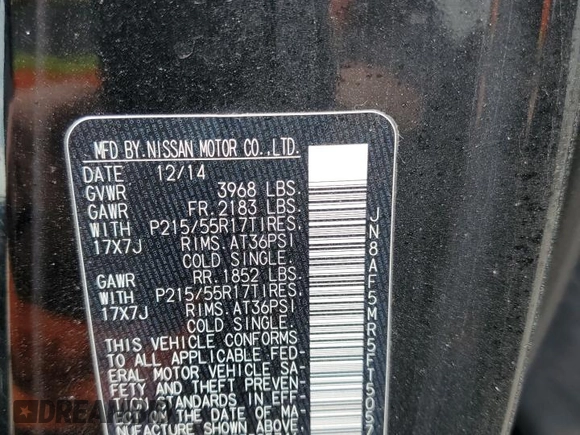 MFD BY.NISSAN MOTOR CO.,LTD.
DATE 12/14
GVWR 3968 LBS.
GAWR FR.2183 LBS.
WITH P215/55R17TIRES.
17X7J RIMS.AT36PSI
COLD SINGLE.
GAWR RR.1852 LBS.
WITH P215/55R17TIRES.
17X7J RIMS.AT36PSI
COLD SINGLE.
THIS VEHICLE CONFORMS
TO ALL APPLICABLE FED-
ERAL MOTOR VEHICLE SA-
FETY AND THEFT PREVEN-
STANDARDS IN EFF-
THE DATE OF MA-
NUFACTURE
JN8AF5MR5FT5057